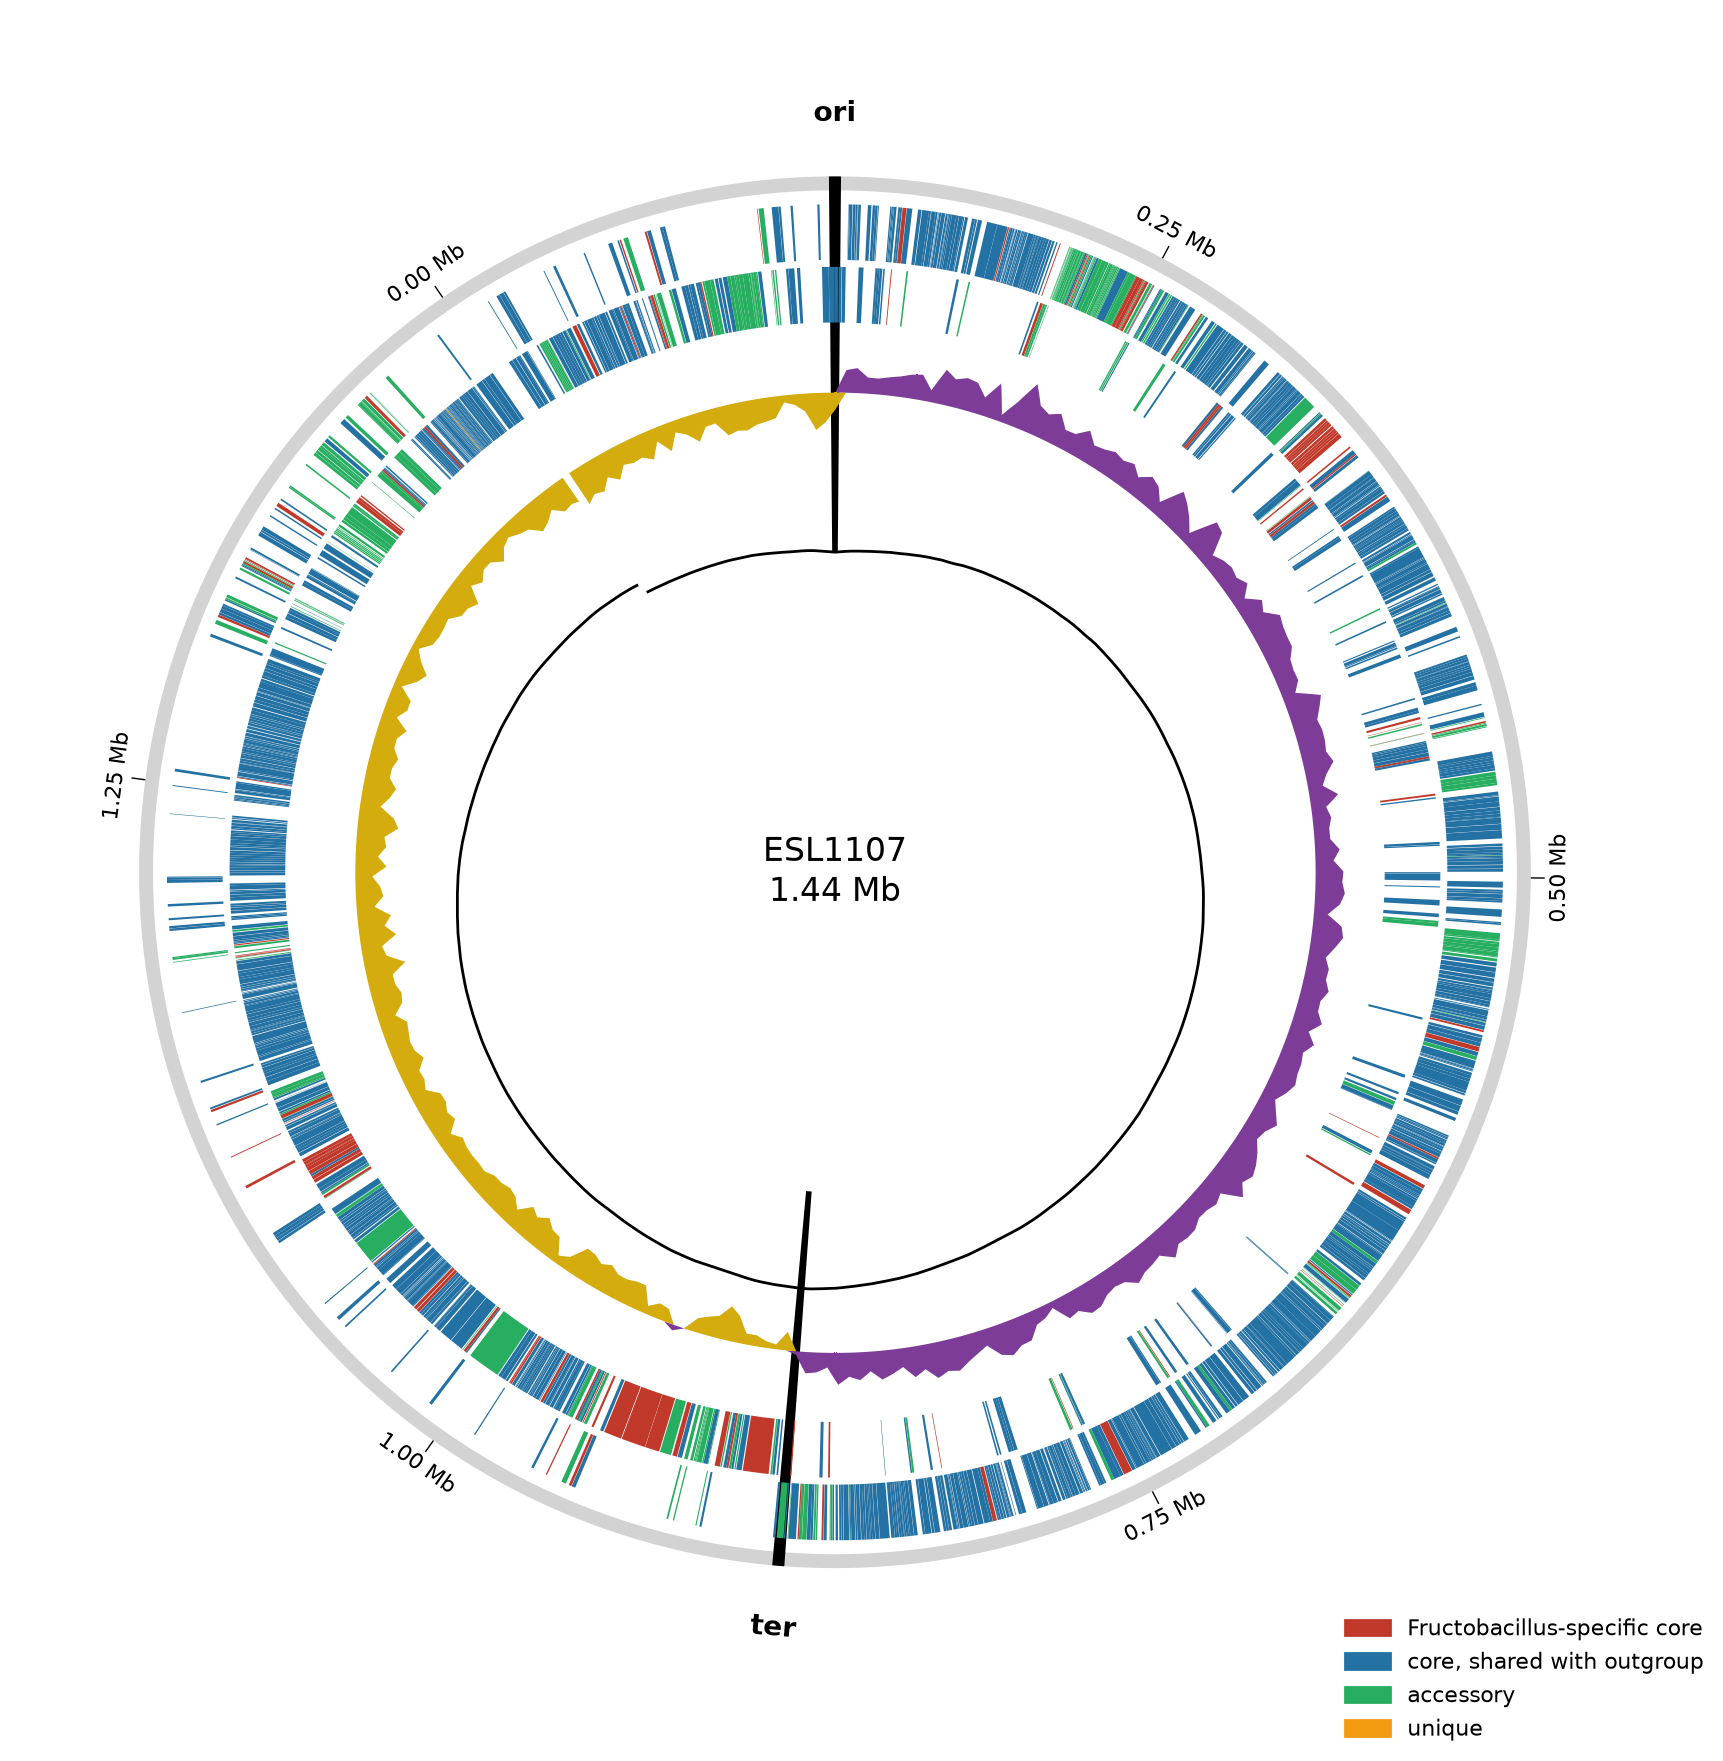 ori
0.00 Mb
0.25 Mb
1.25 Mb
ESL1107
1.44 Mb
0.50 Mb
1.00 Mb
0.75 Mb
ter
Fructobacillus-specific core
core, shared with outgroup
accessory
unique